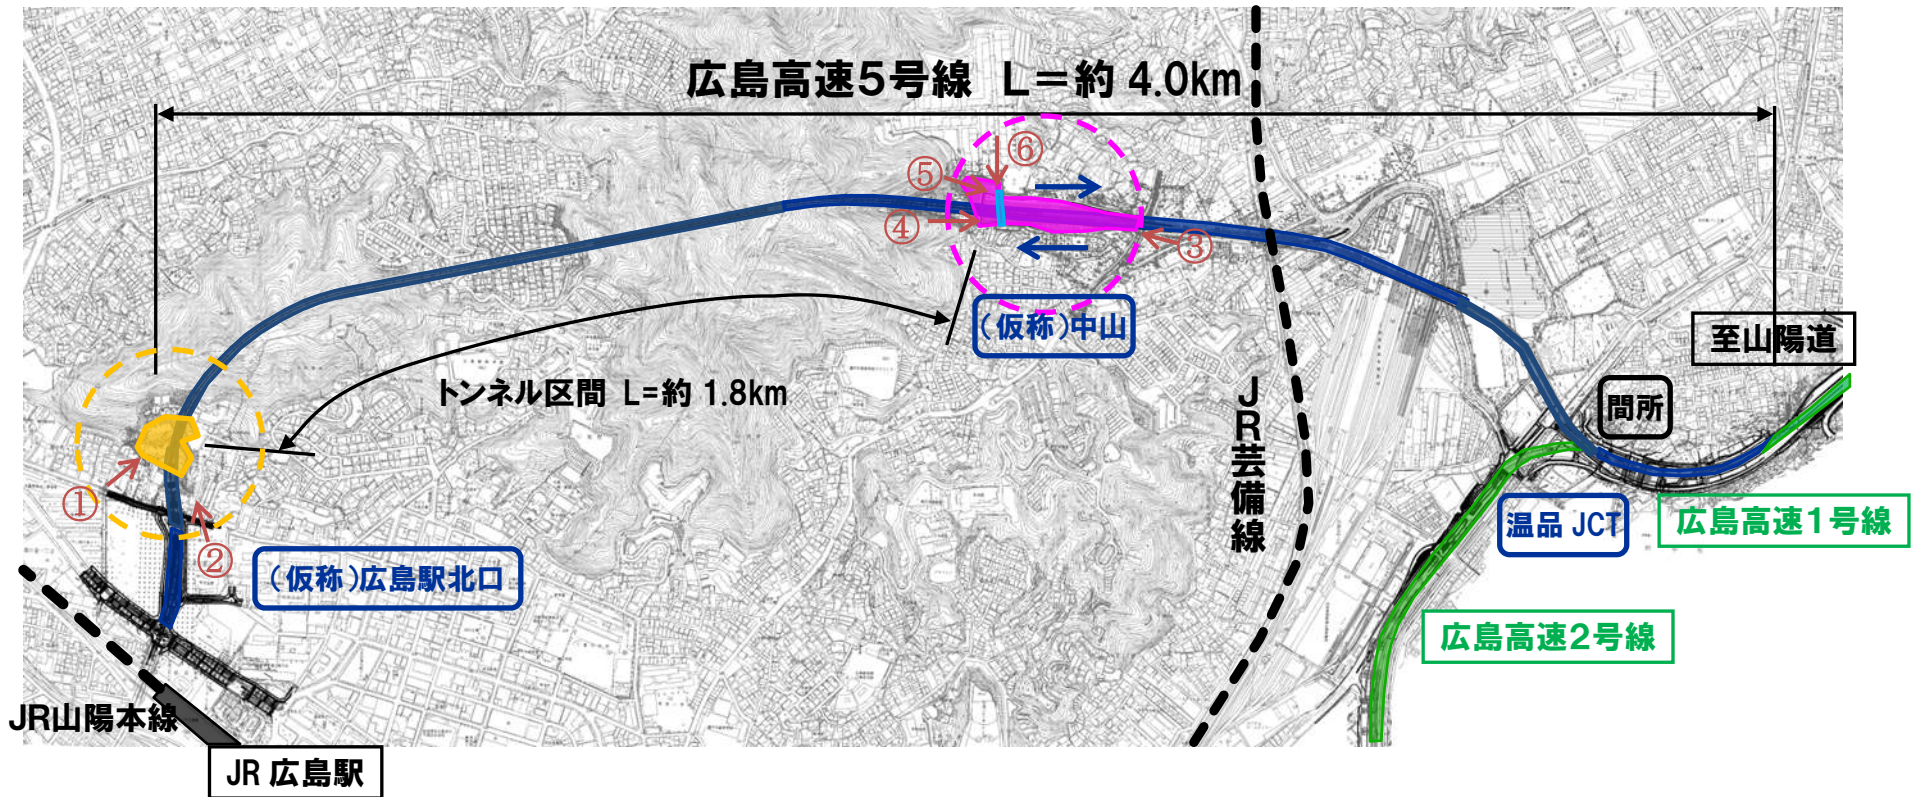 広島高速5号線 L＝約 4.0km
⑥
⑤
④
③
(仮称)中山
至山陽道
トンネル区間 L=約 1.8km
間所
JR芸備線
①
②
温品 JCT
広島高速1号線
(仮称)広島駅北口
広島高速2号線
JR山陽本線
JR 広島駅